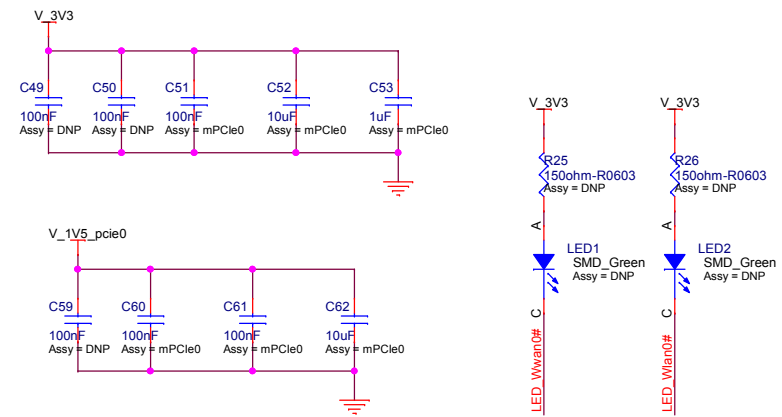 V_3V3
C49
100nF
Assy = DNP
C50
100nF
Assy = DNP
C51
100nF
Assy = mPCIe0
C52
10uF
Assy = mPCIe0
C53
1uF
Assy = mPCIe0
V_1V5_pcie0
C59
100nF
Assy = DNP
C60
100nF
Assy = mPCIe0
C61
100nF
Assy = mPCIe0
C62
10uF
Assy = mPCIe0
V_3V3
R25
150ohm-R0603
Assy = DNP
A
LED1
SMD_Green
Assy = DNP
C
LED_Wwan0#
V_3V3
R26
150ohm-R0603
Assy = DNP
A
LED2
SMD_Green
Assy = DNP
C
LED_Wlan0#